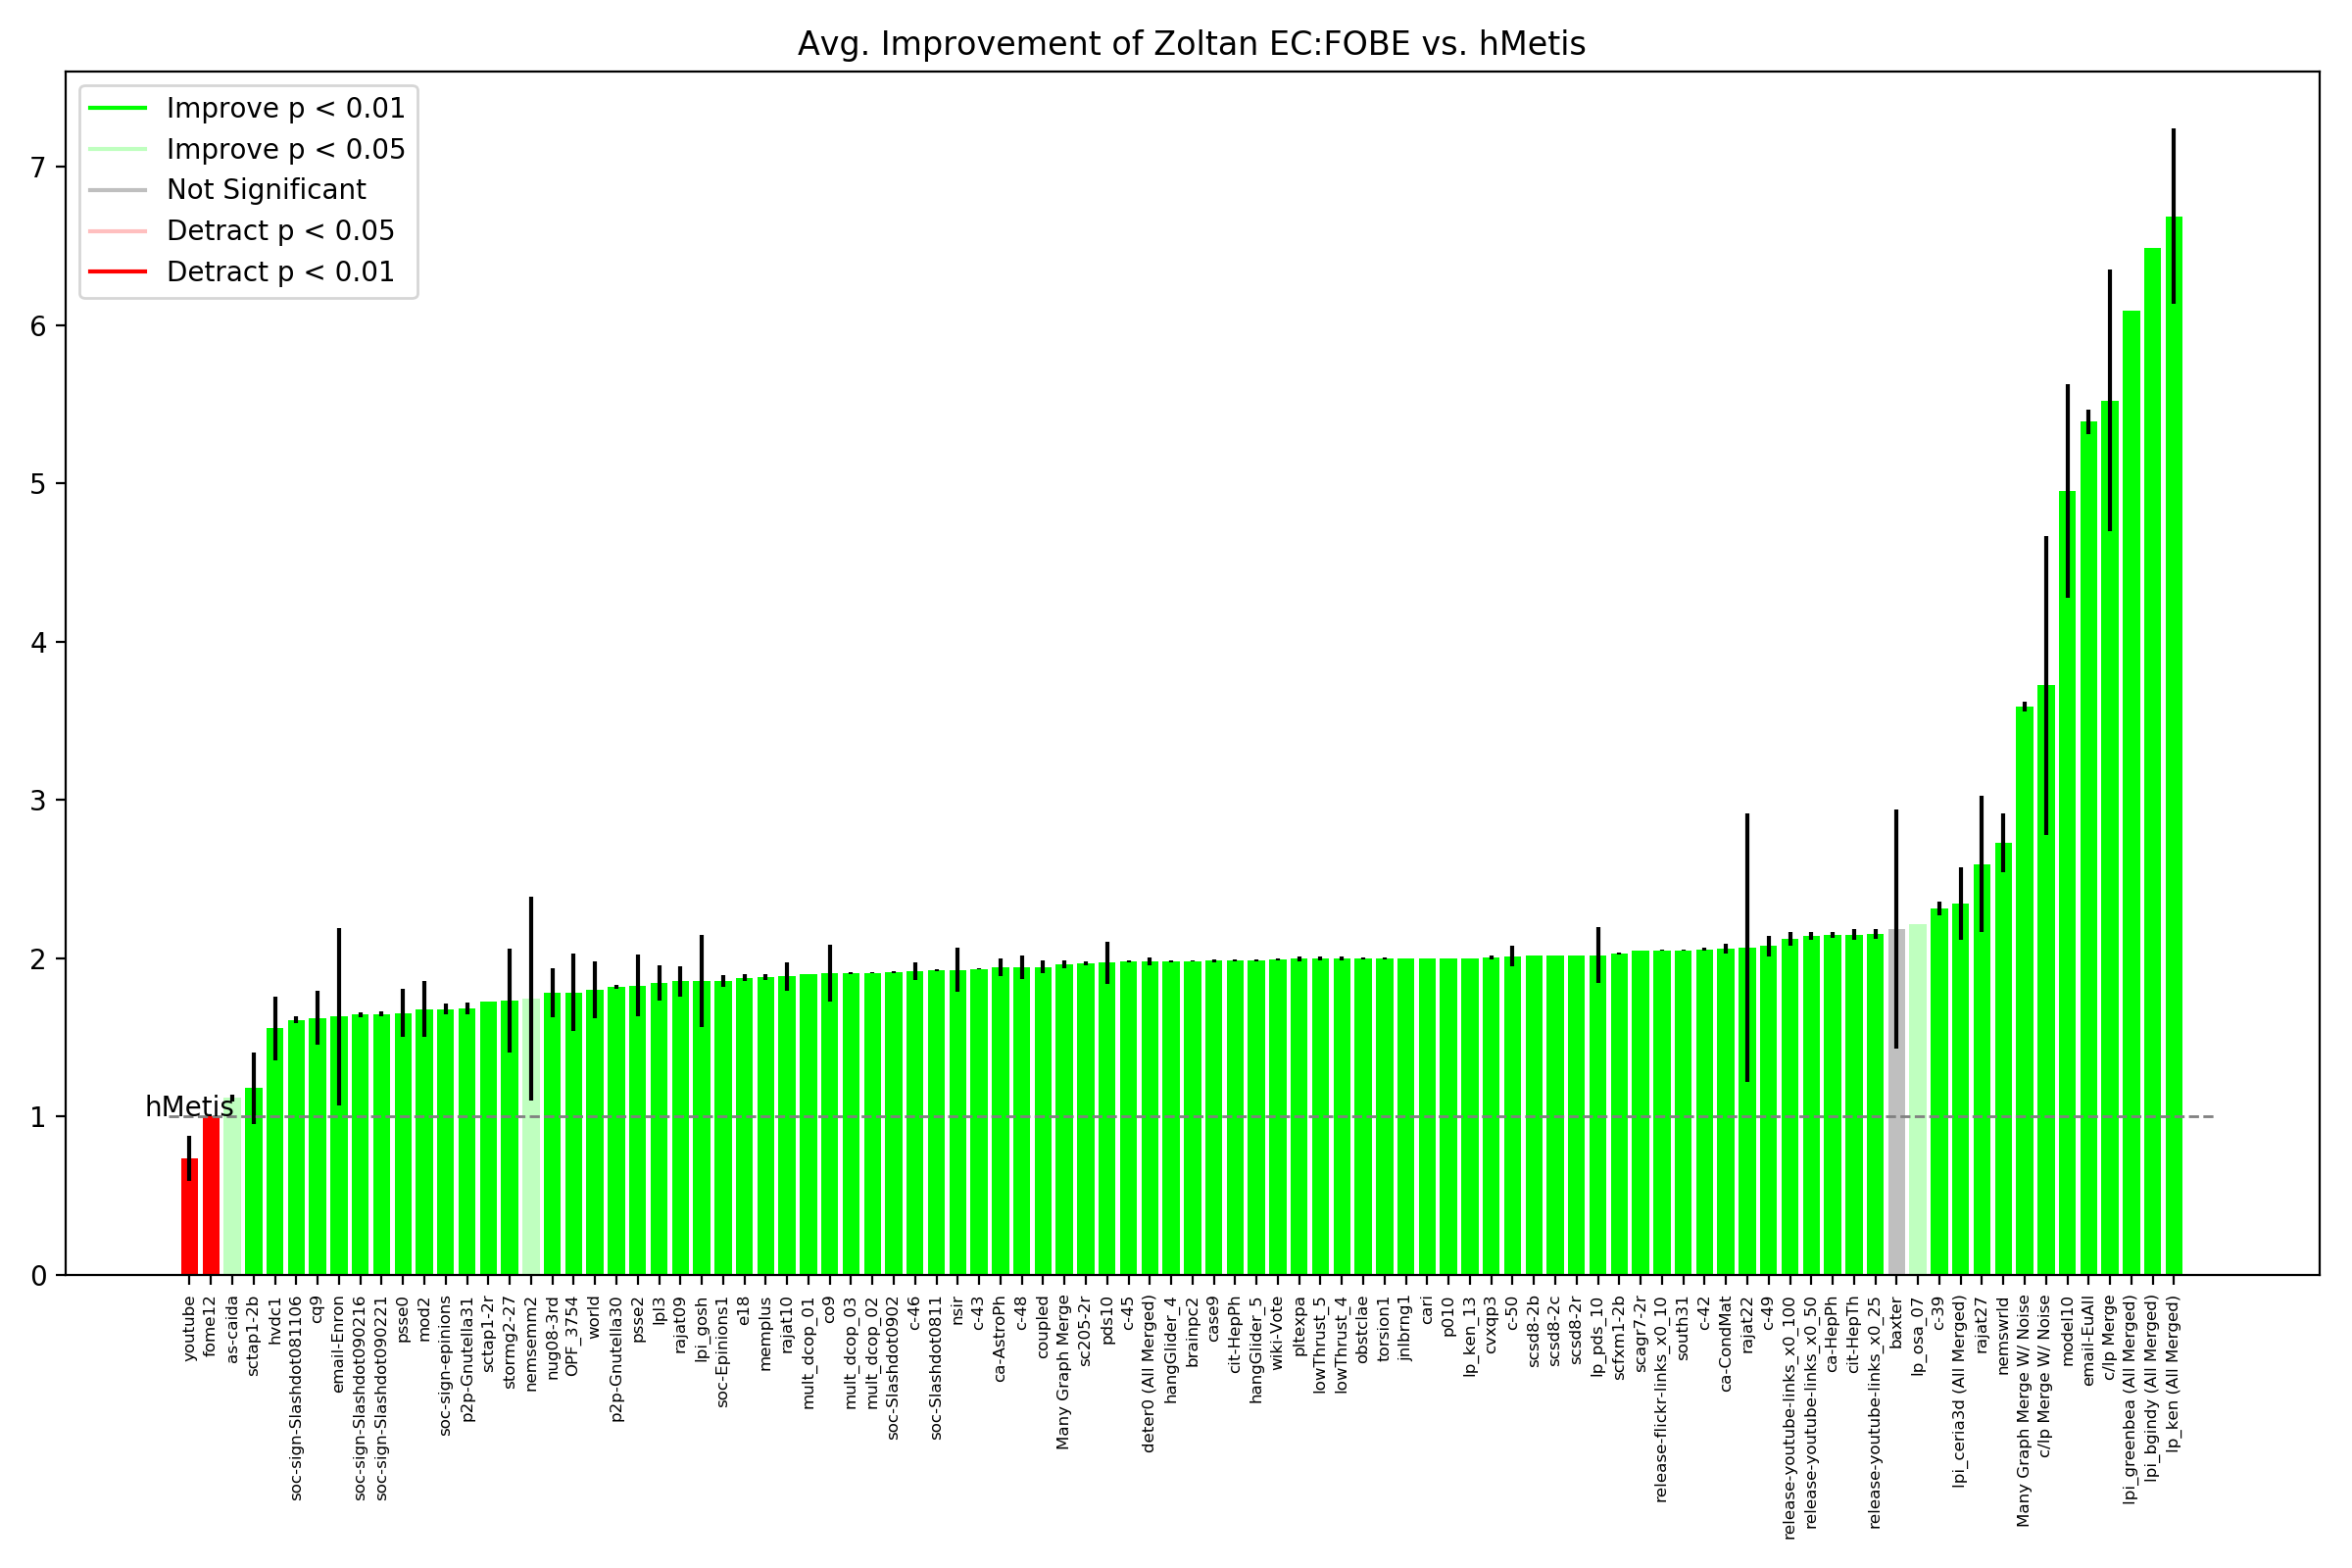 Avg. Improvement of Zoltan EC:FOBE vs. hMetis
Improve p < 0.01
Improve p < 0.05
Not Significant
Detract p < 0.05
Detract p < 0.01
7
6
5
4
3
2
1
0
hMetis
youtube
fome12
as-caida
sctap1-2b
hvdc1
soc-sign-Slashdot081106
cq9
email-Enron
soc-sign-Slashdot090216
soc-sign-Slashdot090221
psse0
mod2
soc-sign-epinions
p2p-Gnutella31
sctap1-2r
stormg2-27
nemsemm2
nug08-3rd
OPF_3754
world
p2p-Gnutella30
psse2
lpl3
rajat09
lpi_gosh
soc-Epinions1
e18
memplus
rajat10
mult_dcop_01
co9
mult_dcop_03
mult_dcop_02
soc-Slashdot0902
c-46
soc-Slashdot0811
nsir
c-43
ca-AstroPh
c-48
coupled
Many Graph Merge
sc205-2r
pds10
c-45
deter0 (All Merged)
hangGlider_4
brainpc2
case9
cit-HepPh
hangGlider_5
wiki-Vote
pltexpa
lowThrust_5
lowThrust_4
obstclae
torsion1
jnlbrng1
cari
p010
lp_ken_13
cvxqp3
c-50
scsd8-2b
scsd8-2c
scsd8-2r
lp_pds_10
scfxm1-2b
scagr7-2r
release-flickr-links_x0_10
south31
c-42
ca-CondMat
rajat22
c-49
release-youtube-links_x0_100
release-youtube-links_x0_50
ca-HepPh
cit-HepTh
release-youtube-links_x0_25
baxter
lp_osa_07
c-39
lpi_ceria3d (All Merged)
rajat27
nemswrld
Many Graph Merge W/ Noise
c/lp Merge W/ Noise
model10
email-EuAll
c/lp Merge
lpi_greenbea (All Merged)
lpi_bgindy (All Merged)
lp_ken (All Merged)